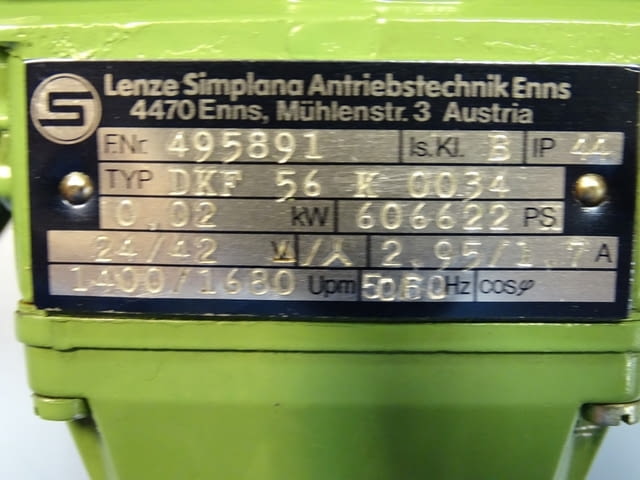 Lenze Simplana Antriebstechnik Enns
4470 Enns, Mühlenstr. 3 Austria
F.Nr. 495891 Is.Kl. B IP 44
TYP DKF 56 K 0034
0,02 kW 606622 PS
24/42 V 2.95/1.7 A
1400/1680 Upm 50/60 Hz cosφ